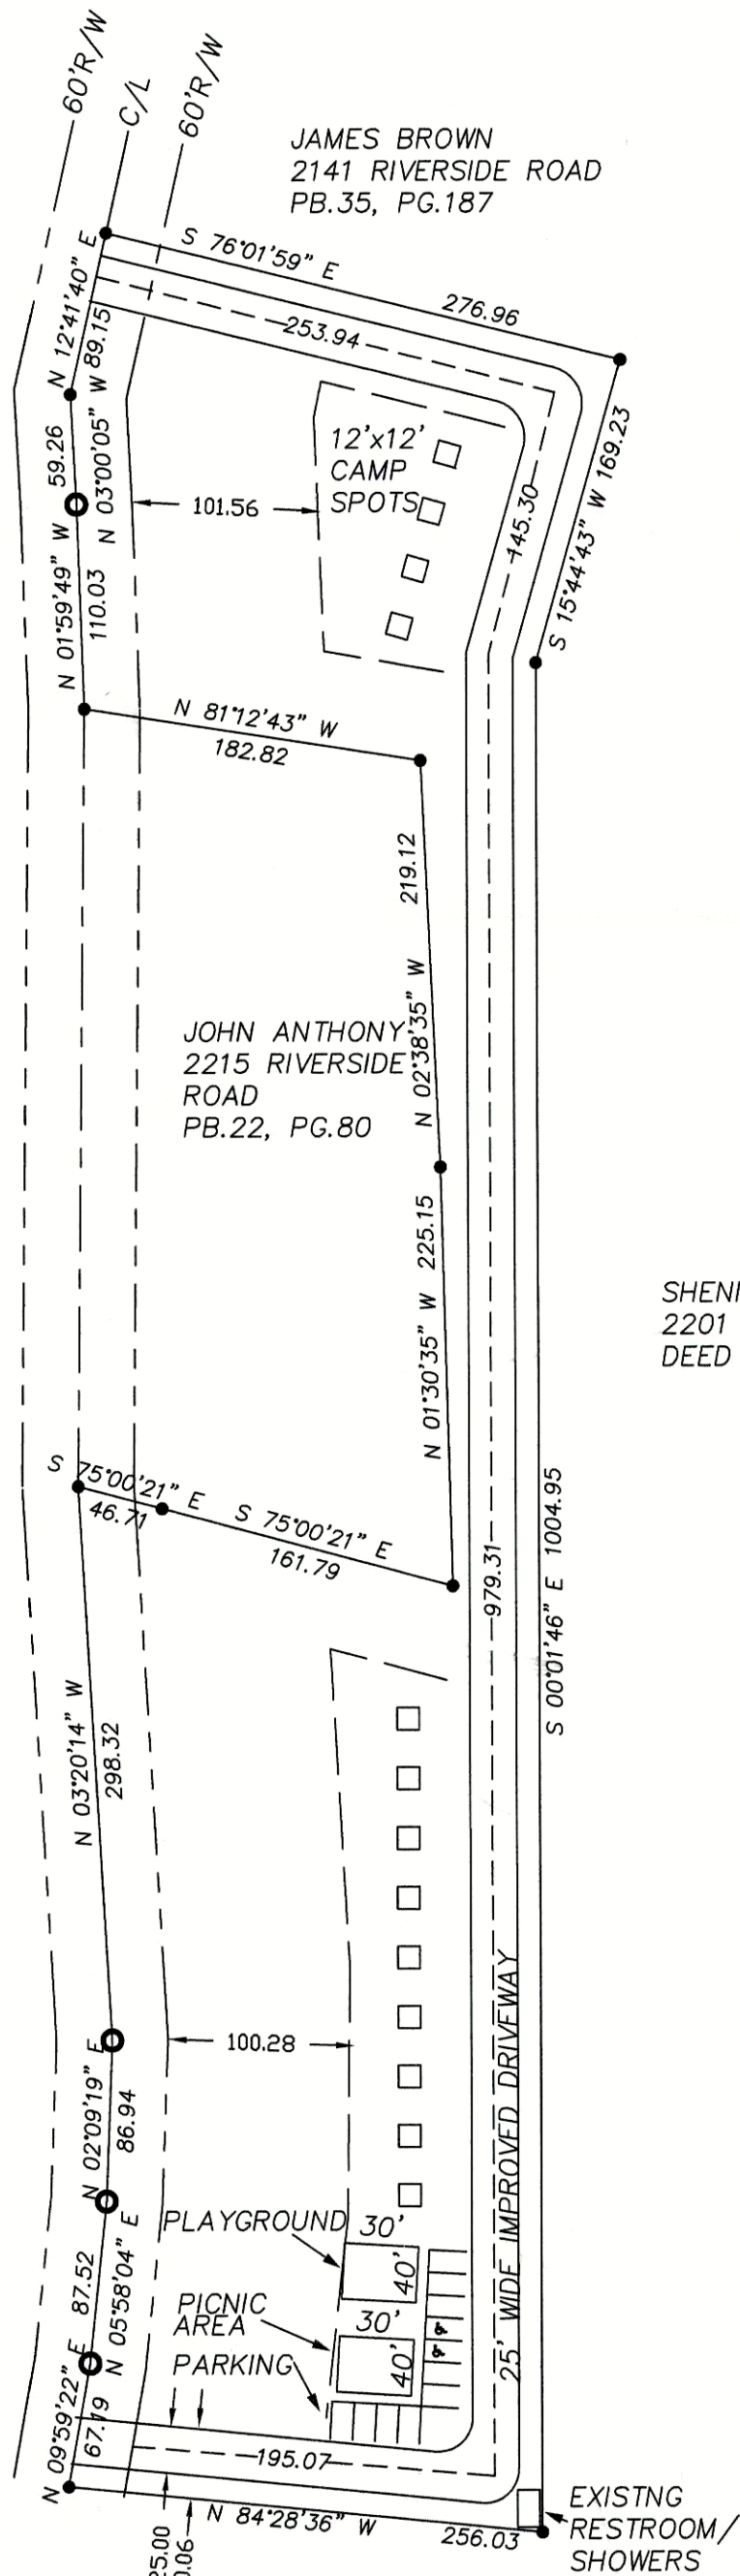 60'R/W
C/L
60'R/W
JAMES BROWN
2141 RIVERSIDE ROAD
PB.35, PG.187
S 76°01'59" E
276.96
253.94
N 12°41'40" E
89.15
12'x12'
CAMP
SPOTS
59.26
N 03°00'05" W
101.56
145.30
S 15°44'43" W 169.23
N 01°59'49" W
110.03
N 81°12'43" W
182.82
219.12
N 02°38'35" W
JOHN ANTHONY
2215 RIVERSIDE
ROAD
PB.22, PG.80
225.15
N 01°30'35" W
2201
DEED
S 75°00'21" E
46.71
S 75°00'21" E
161.79
979.31
S 00°01'46" E 1004.95
N 03°20'14" W
298.32
100.28
N 02°09'19" E
86.94
25' WIDE IMPROVED DRIVEWAY
PLAYGROUND
30'
40'
87.52
N 05°58'04" E
PICNIC
AREA
30'
40'
PARKING
N 09°59'22" E
67.19
195.07
N 84°28'36" W
256.03
EXISTNG
RESTROOM/
SHOWERS